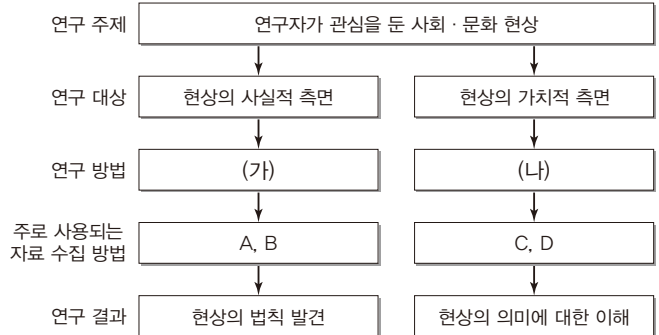 연구 주제
연구자가 관심을 둔 사회·문화 현상
연구 대상
현상의 사실적 측면
현상의 가치적 측면
연구 방법
(가)
(나)
주로 사용되는
자료 수집 방법
A, B
C, D
연구 결과
현상의 법칙 발견
현상의 의미에 대한 이해